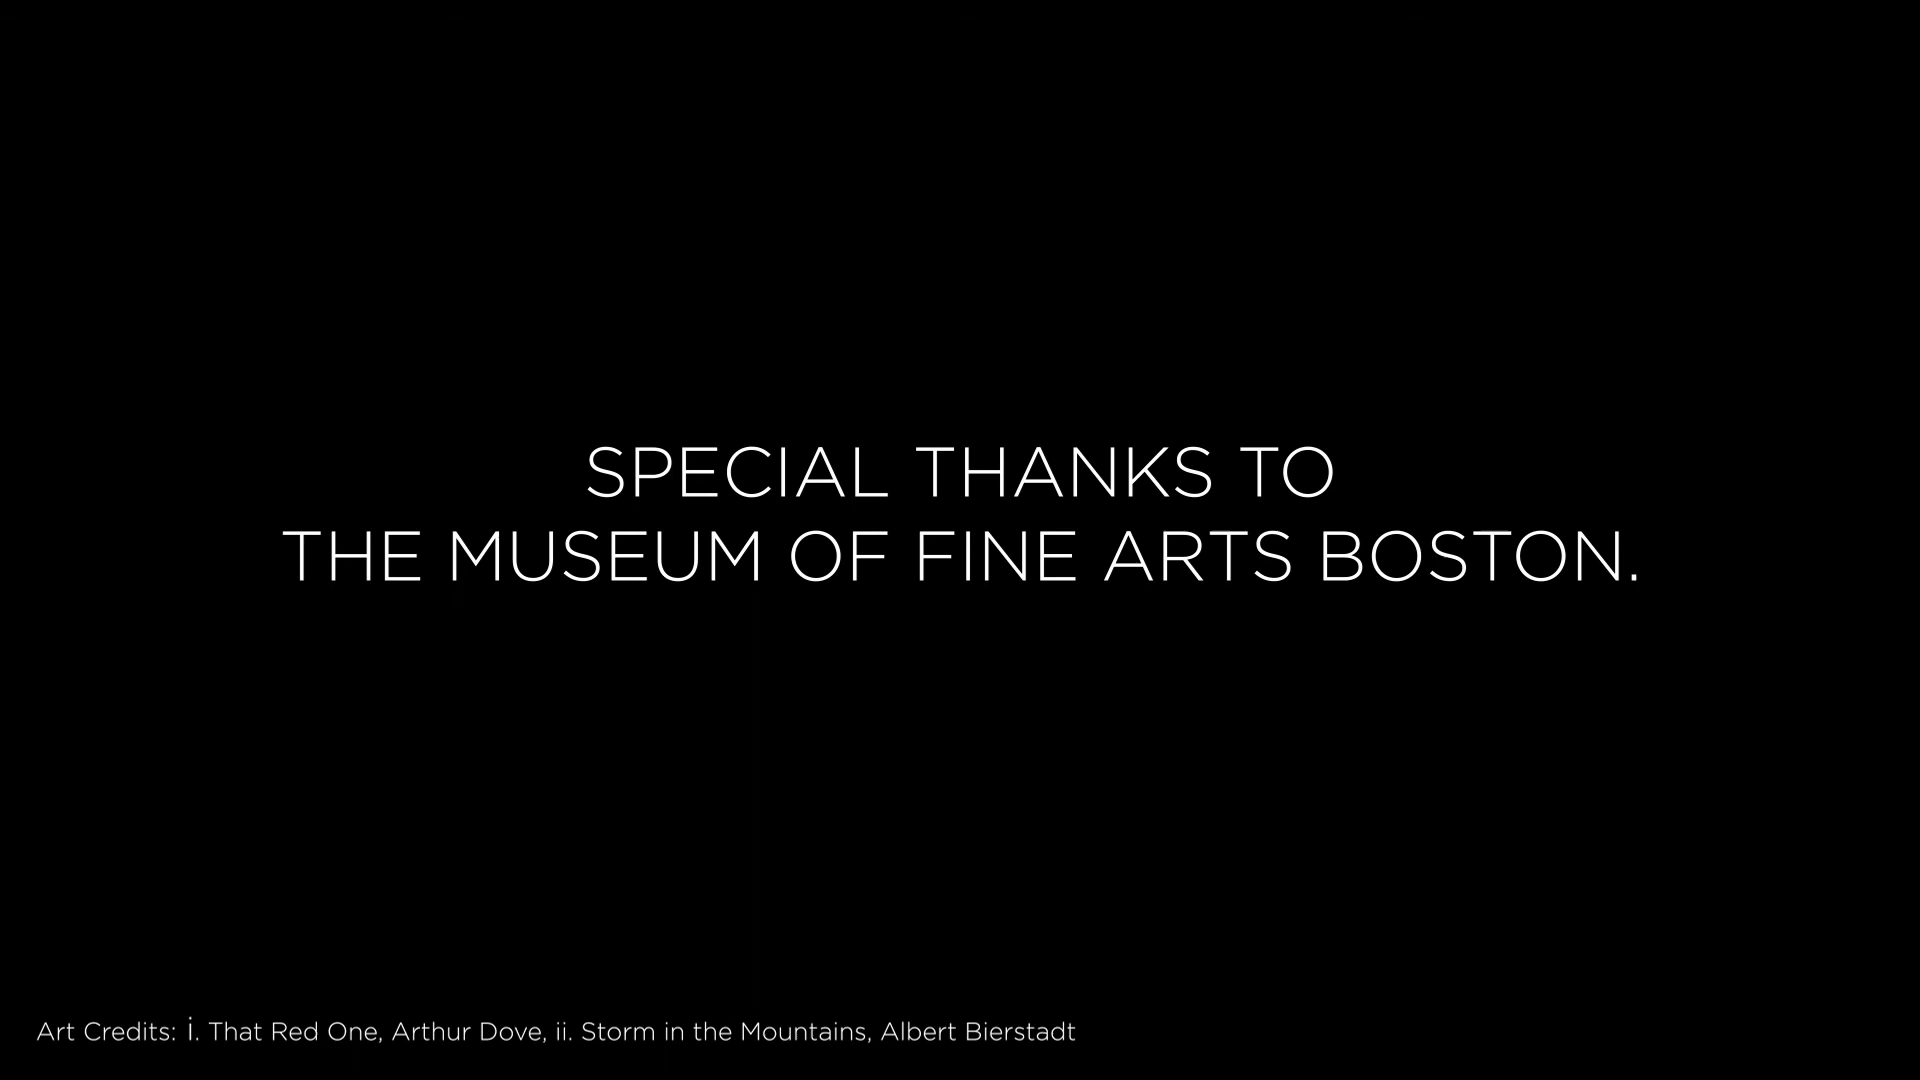 SPECIAL THANKS TO
THE MUSEUM OF FINE ARTS BOSTON.
Art Credits: i. That Red One, Arthur Dove, ii. Storm in the Mountains, Albert Bierstadt